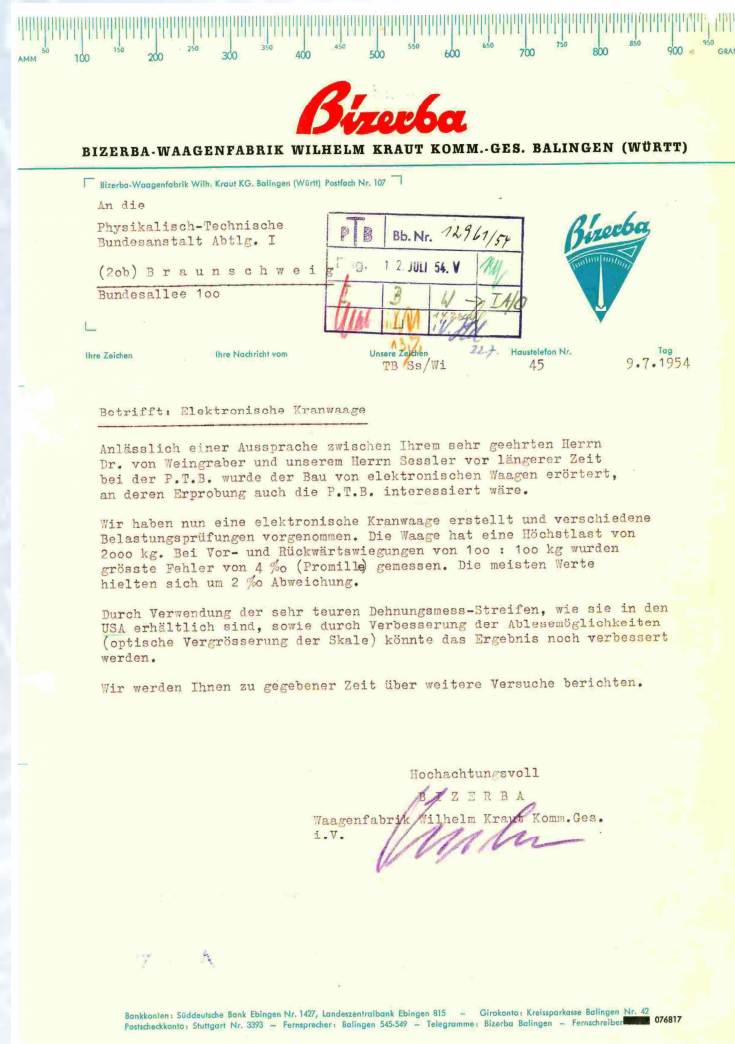 50 150 250 350 450 550 650 750 850 950
AMM 100 200 300 400 500 600 700 800 900 GRA
Bizerba
BIZERBA-WAAGENFABRIK WILHELM KRAUT KOMM.-GES. BALINGEN (WÜRTT)
Bizerba-Waagenfabrik Wilh. Kraut KG. Balingen (Württ) Postfach Nr. 107
An die
Physikalisch-Technische
Bundesanstalt Abtlg. I
(2ob) B r a u n s c h w e i g
Bundesallee 1oo
PTB Bb. Nr. 12961/54
12. JULI 54. V
B W → IA/O
Bizerba
22.7.
Ihre Zeichen Ihre Nachricht vom Unsere Zeichen Haustelefon Nr. Tag
TB Ss/Wi 45 9.7.1954
Betrifft: Elektronische Kranwaage
Anlässlich einer Aussprache zwischen Ihrem sehr geehrten Herrn
Dr. von Weingraber und unserem Herrn Sessler vor längerer Zeit
bei der P.T.B. wurde der Bau von elektronischen Waagen erörtert,
an deren Erprobung auch die P.T.B. interessiert wäre.
Wir haben nun eine elektronische Kranwaage erstellt und verschiedene
Belastungsprüfungen vorgenommen. Die Waage hat eine Höchstlast von
2ooo kg. Bei Vor- und Rückwärtswiegungen von 1oo : 1oo kg wurden
grösste Fehler von 4 %o (Promille) gemessen. Die meisten Werte
hielten sich um 2 %o Abweichung.
Durch Verwendung der sehr teuren Dehnungsmess-Streifen, wie sie in den
USA erhältlich sind, sowie durch Verbesserung der Ablesemöglichkeiten
(optische Vergrösserung der Skale) könnte das Ergebnis noch verbessert
werden.
Wir werden Ihnen zu gegebener Zeit über weitere Versuche berichten.
Hochachtungsvoll
B I Z E R B A
Waagenfabrik Wilhelm Kraut Komm.Ges.
i.V.
Bankkonten: Süddeutsche Bank Ebingen Nr. 1427, Landeszentralbank Ebingen 815 – Girokonto: Kreissparkasse Balingen Nr. 42
Postscheckkonto: Stuttgart Nr. 3393 – Fernsprecher: Balingen 545-549 – Telegramme: Bizerba Balingen – Fernschreiber 076817